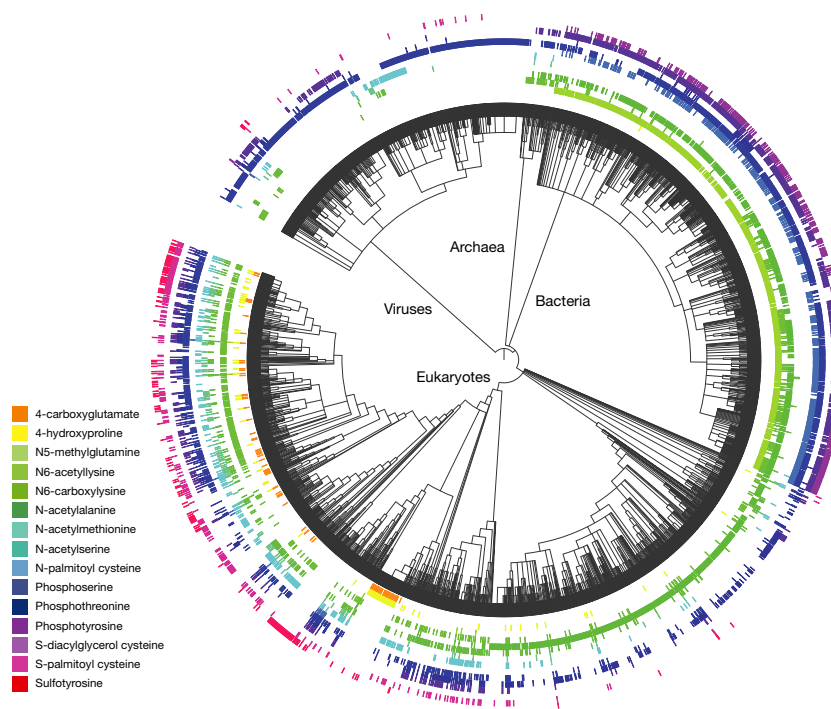 Archaea
Bacteria
Viruses
Eukaryotes
4-carboxyglutamate
4-hydroxyproline
N5-methylglutamine
N6-acetyllysine
N6-carboxylysine
N-acetylalanine
N-acetylmethionine
N-acetylserine
N-palmitoyl cysteine
Phosphoserine
Phosphothreonine
Phosphotyrosine
S-diacylglycerol cysteine
S-palmitoyl cysteine
Sulfotyrosine